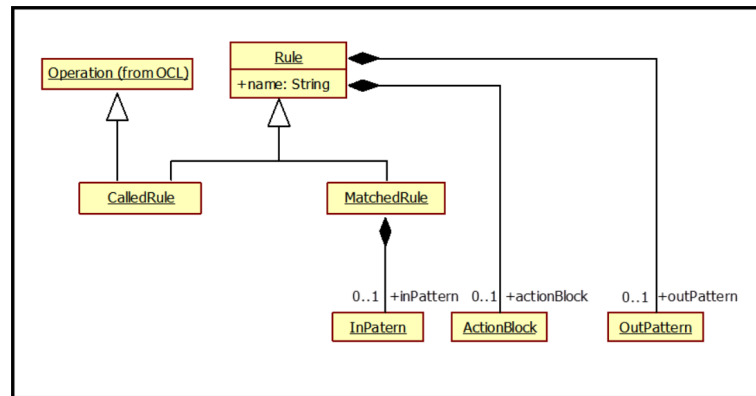 Rule
Operation (from OCL)
+name: String
CalledRule
MatchedRule
0..1 +inPattern
0..1 +actionBlock
0..1 +outPattern
InPatern
ActionBlock
OutPattern